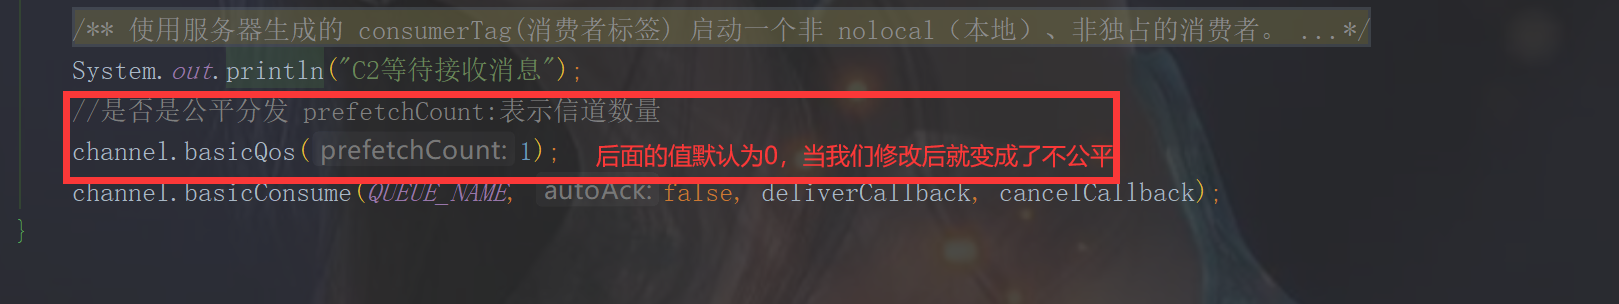 /** 使用服务器生成的 consumerTag(消费者标签) 启动一个非 nolocal（本地）、非独占的消费者。 ...*/
System.out.println("C2等待接收消息");
//是否是公平分发 prefetchCount:表示信道数量
channel.basicQos( prefetchCount: 1); 后面的值默认为0，当我们修改后就变成了不公平
channel.basicConsume(QUEUE_NAME, autoAck: false, deliverCallback, cancelCallback);
}